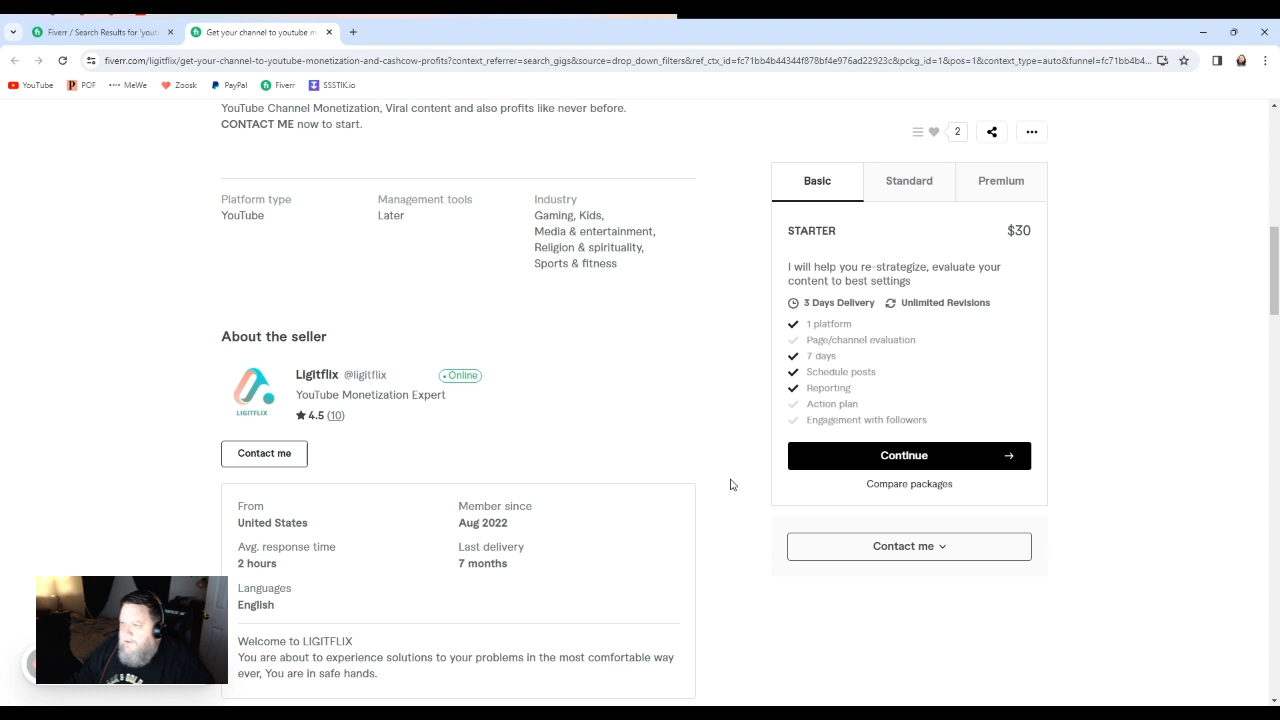 Fiverr / Search Results for 'yout
Get your channel to youtube m
fiverr.com/ligitflix/get-your-channel-to-youtube-monetization-and-cashcow-profits?context_referrer=search_gigs&source=drop_down_filters&ref_ctx_id=fc71bb4b44344f878bf4e976ad22923c&pckg_id=1&pos=1&context_type=auto&funnel=fc71bb4b4...
YouTube POF MeWe Zoosk PayPal Fiverr SSSTIK.io
YouTube Channel Monetization, Viral content and also profits like never before.
CONTACT ME now to start.
2
Platform type
YouTube
Management tools
Later
Industry
Gaming, Kids,
Media & entertainment,
Religion & spirituality,
Sports & fitness
About the seller
LIGITFLIX
Ligitflix @ligitflix
Online
YouTube Monetization Expert
4.5 (10)
Contact me
From
United States
Member since
Aug 2022
Avg. response time
2 hours
Last delivery
7 months
Languages
English
Welcome to LIGITFLIX
You are about to experience solutions to your problems in the most comfortable way
ever, You are in safe hands.
Basic Standard Premium
STARTER $30
I will help you re-strategize, evaluate your
content to best settings
3 Days Delivery Unlimited Revisions
1 platform
Page/channel evaluation
7 days
Schedule posts
Reporting
Action plan
Engagement with followers
Continue
Compare packages
Contact me